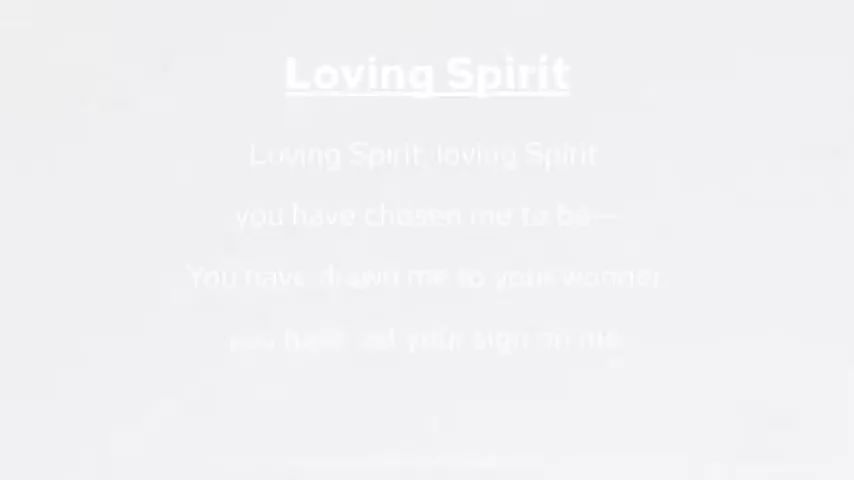 Loving Spirit
Loving Spirit, loving Spirit
you have chosen me to be—
You have drawn me to your wonder
you have set your sign on me